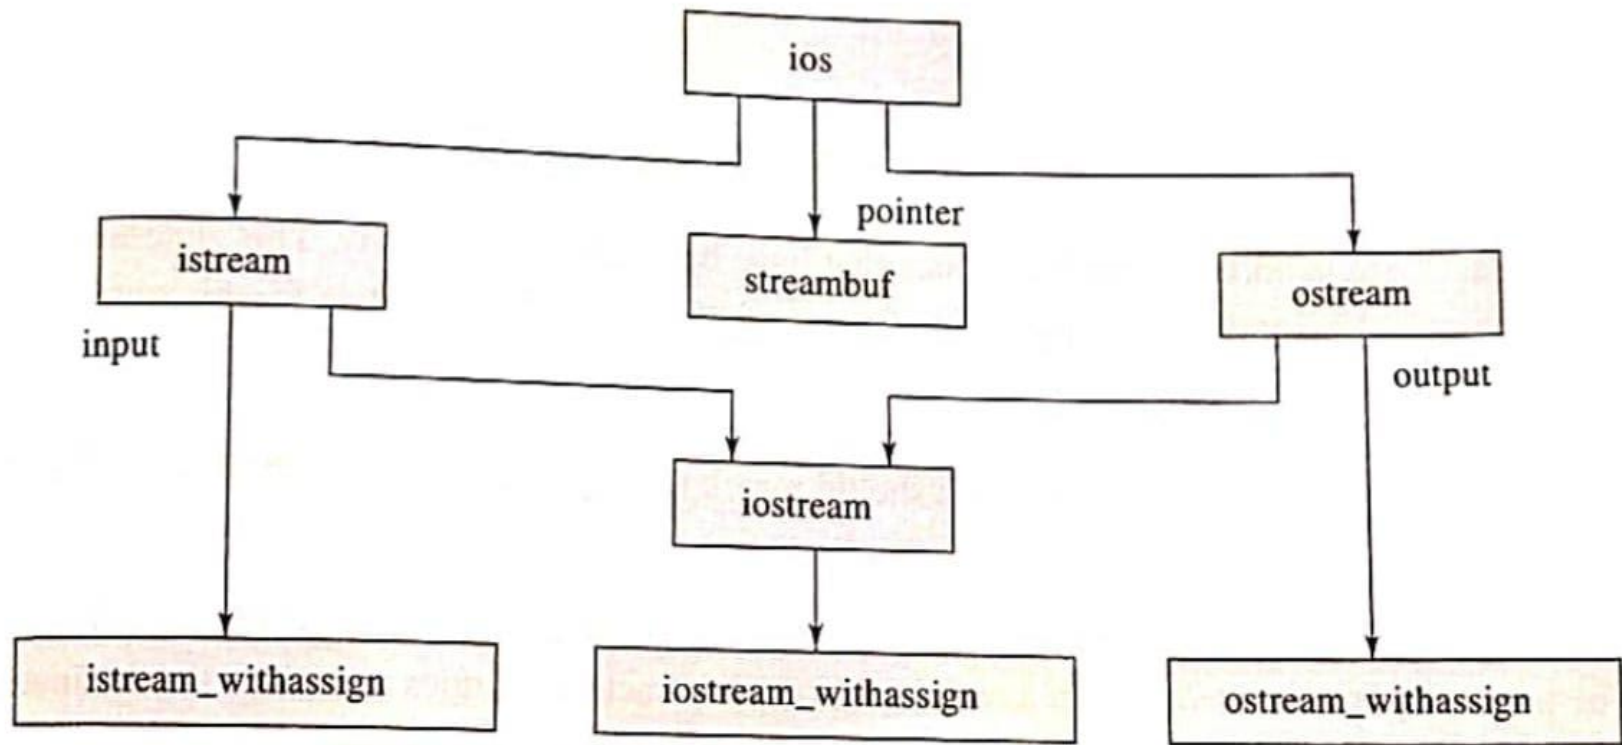 ios
pointer
istream
streambuf
ostream
input
output
iostream
istream_withassign
iostream_withassign
ostream_withassign